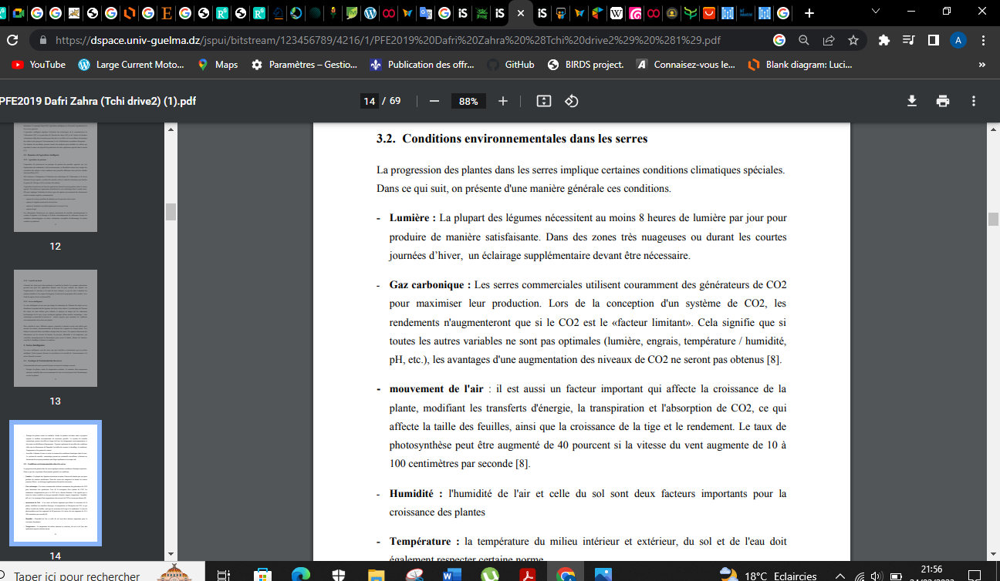 https://dspace.univ-guelma.dz/jspui/bitstream/123456789/4216/1/PFE2019%20Dafri%20Zahra%20%28Tchi%20drive2%29%20%281%29.pdf
A
YouTube
Large Current Moto...
Maps
Paramètres – Gestio...
Publication des offr...
GitHub
BIRDS project.
Connaisez-vous le...
Blank diagram: Luci...
»
PFE2019 Dafri Zahra (Tchi drive2) (1).pdf
14 / 69
88%
12
13
14
3.2. Conditions environnementales dans les serres
La progression des plantes dans les serres implique certaines conditions climatiques spéciales.
Dans ce qui suit, on présente d'une manière générale ces conditions.
- Lumière : La plupart des légumes nécessitent au moins 8 heures de lumière par jour pour
produire de manière satisfaisante. Dans des zones très nuageuses ou durant les courtes
journées d’hiver, un éclairage supplémentaire devant être nécessaire.
- Gaz carbonique : Les serres commerciales utilisent couramment des générateurs de CO2
pour maximiser leur production. Lors de la conception d'un système de CO2, les
rendements n'augmenteront que si le CO2 est le «facteur limitant». Cela signifie que si
toutes les autres variables ne sont pas optimales (lumière, engrais, température / humidité,
pH, etc.), les avantages d'une augmentation des niveaux de CO2 ne seront pas obtenus [8].
- mouvement de l'air : il est aussi un facteur important qui affecte la croissance de la
plante, modifiant les transferts d'énergie, la transpiration et l'absorption de CO2, ce qui
affecte la taille des feuilles, ainsi que la croissance de la tige et le rendement. Le taux de
photosynthèse peut être augmenté de 40 pourcent si la vitesse du vent augmente de 10 à
100 centimètres par seconde [8].
- Humidité : l'humidité de l'air et celle du sol sont deux facteurs importants pour la
croissance des plantes
- Température : la température du milieu intérieur et extérieur, du sol et de l'eau doit
également respecter certaine norme
Taper ici pour rechercher
18°C Eclaircies
21:56